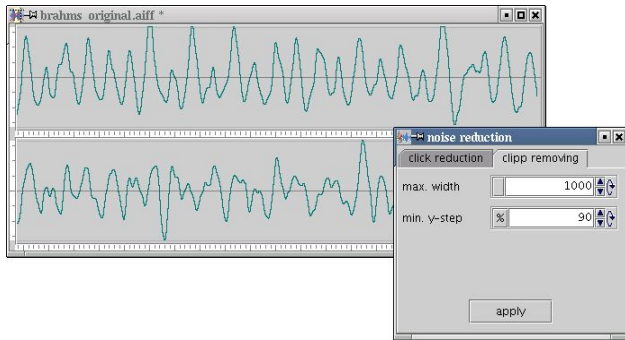 brahms_original.aiff *
noise reduction
click reduction
clipp removing
max. width
1000
min. y-step
%
90
apply